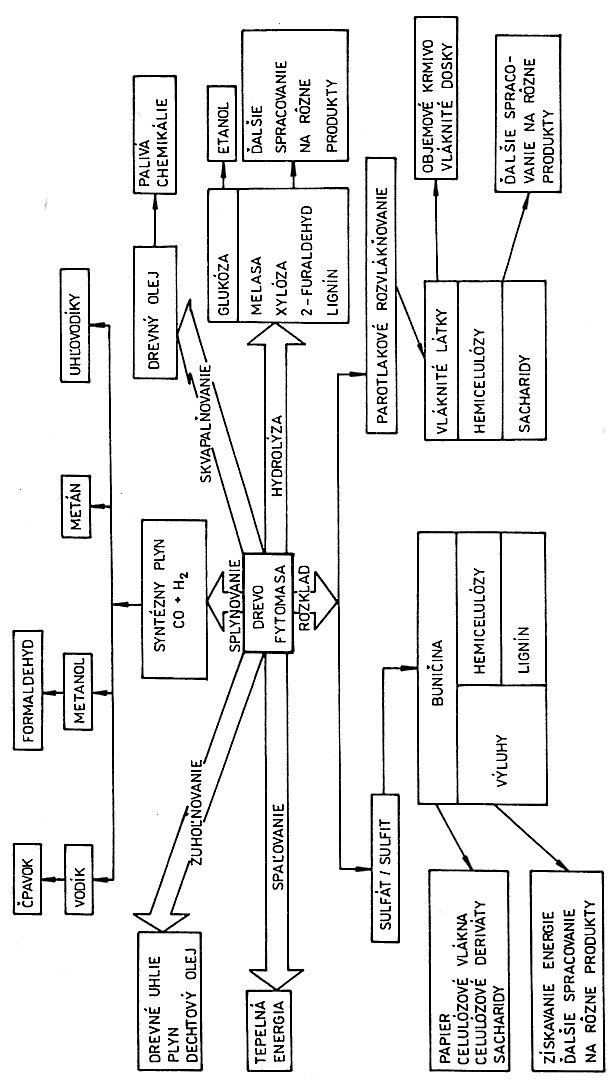 ČPAVOK
FORMALDEHYD
VODÍK
METANOL
METÁN
UHĽOVODÍKY
PALIVÁ
CHEMIKÁLIE
DREVNÉ UHLIE
PLYN
DECHTOVÝ OLEJ
SYNTÉZNY PLYN
CO + H₂
DREVNÝ OLEJ
ZUHOĽNOVANIE
SPLYNOVANIE
SKVAPALŇOVANIE
ETANOL
ĎALŠIE
SPRACOVANIE
NA RÔZNE
PRODUKTY
TEPELNÁ
ENERGIA
SPAĽOVANIE
DREVO
FYTOMASA
HYDROLÝZA
GLUKÓZA
MELASA
XYLÓZA
2-FURALDEHYD
LIGNÍN
ROZKLAD
SULFÁT / SULFIT
PAROTLAKOVÉ ROZVLÁKŇOVANIE
PAPIER
CELULÓZOVÉ VLÁKNA
CELULÓZOVÉ DERIVÁTY
SACHARIDY
BUNIČINA
VÝLUHY
HEMICELULÓZY
LIGNÍN
VLÁKNITÉ LÁTKY
HEMICELULÓZY
SACHARIDY
OBJEMOVÉ KRMIVO
VLÁKNITÉ DOSKY
ZÍSKAVANIE ENERGIE
ĎALŠIE SPRACOVANIE
NA RÔZNE PRODUKTY
ĎALŠIE SPRACO-
VANIE NA RÔZNE
PRODUKTY